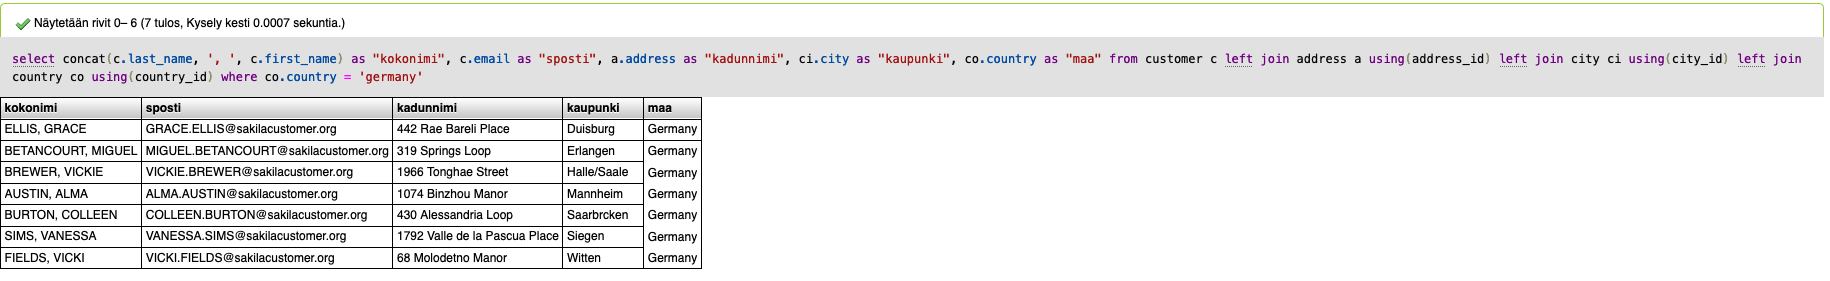 Näytetään rivit 0– 6 (7 tulos, Kysely kesti 0.0007 sekuntia.)
select concat(c.last_name, ', ', c.first_name) as "kokonimi", c.email as "sposti", a.address as "kadunnimi", ci.city as "kaupunki", co.country as "maa" from customer c left join address a using(address_id) left join city ci using(city_id) left join
country co using(country_id) where co.country = 'germany'
kokonimi sposti kadunnimi kaupunki maa
ELLIS, GRACE GRACE.ELLIS@sakilacustomer.org 442 Rae Bareli Place Duisburg Germany
BETANCOURT, MIGUEL MIGUEL.BETANCOURT@sakilacustomer.org 319 Springs Loop Erlangen Germany
BREWER, VICKIE VICKIE.BREWER@sakilacustomer.org 1966 Tonghae Street Halle/Saale Germany
AUSTIN, ALMA ALMA.AUSTIN@sakilacustomer.org 1074 Binzhou Manor Mannheim Germany
BURTON, COLLEEN COLLEEN.BURTON@sakilacustomer.org 430 Alessandria Loop Saarbrcken Germany
SIMS, VANESSA VANESSA.SIMS@sakilacustomer.org 1792 Valle de la Pascua Place Siegen Germany
FIELDS, VICKI VICKI.FIELDS@sakilacustomer.org 68 Molodetno Manor Witten Germany